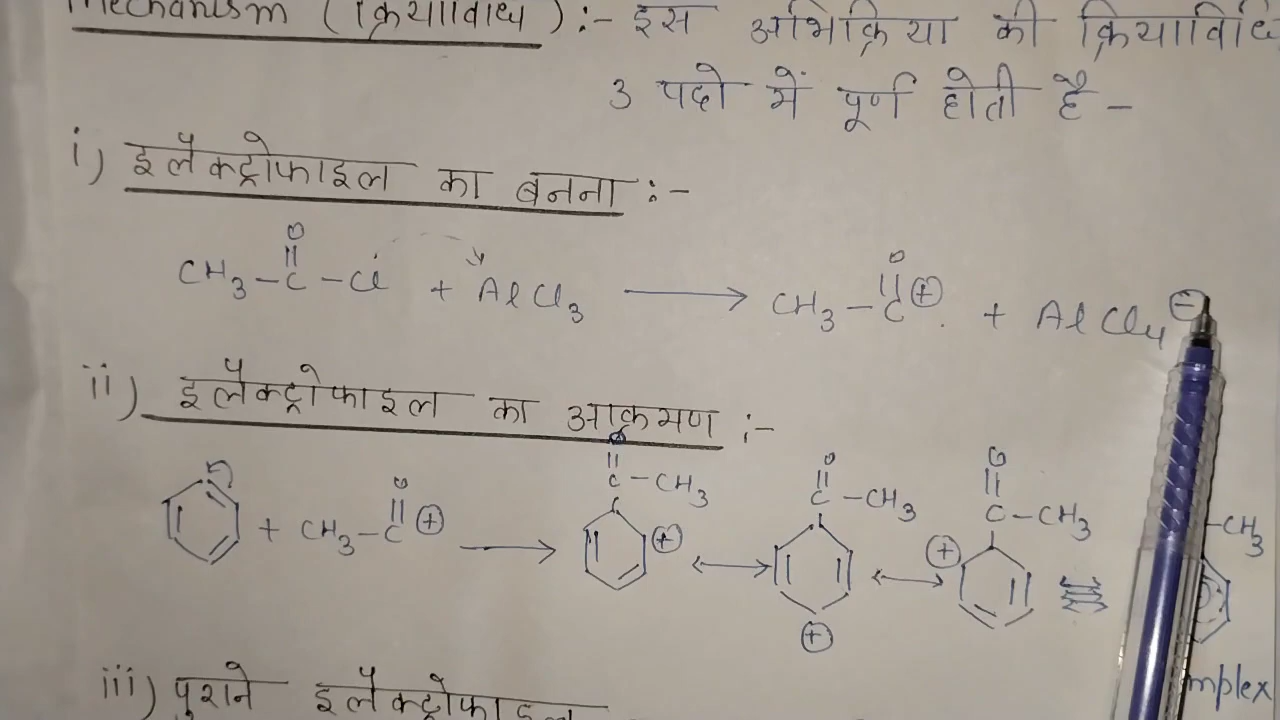 Mechanism (क्रियाविधि) :- इस अभिक्रिया की क्रियाविधि
3 पदो में पूर्ण होती है -
i) इलैक्ट्रोफाइल का बनना :-
O
CH3-C-Cl + AlCl3 ⟶ CH3-C⊕ + AlCl4⊖
ii) इलैक्ट्रोफाइल का आक्रमण :-
O
C-CH3 C-CH3 C-CH3 -CH3
+ CH3-C⊕ ⟶ ⊕ ⟷ ⟷ ⊕
⊕
mplex
iii) पुराने इलैक्ट्रोफाइल